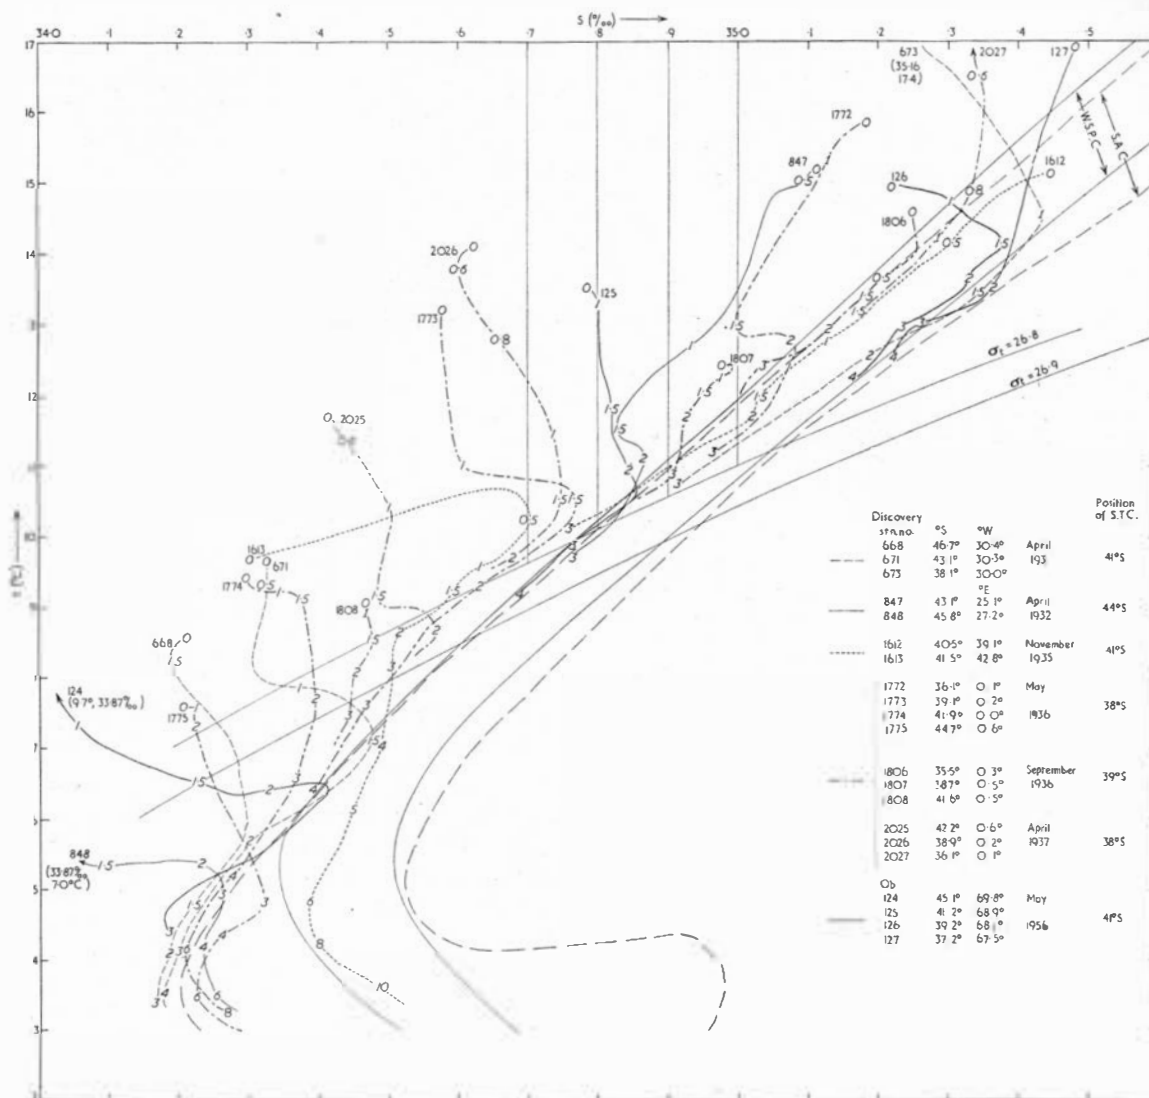 S (°/₀₀) →
34·0 ·1 ·2 ·3 ·4 ·5 ·6 ·7 ·8 ·9 35·0 ·1 ·2 ·3 ·4 ·5
17
16
15
14
13
12
10
6
5
4
3
673
(35·16
17·4)
2027
127
1772
847
126
1612
1806
W.S.P.C.
S.A.C.
2026
125
1773
1807
σt = 26·8
σt = 26·9
2025
1613
671
1774
1808
668
124
(9·7°, 33·87°/₀₀)
1775
848
(33·87°/₀₀
7·0°C)
Discovery Position
stn.no. °S °W of S.T.C.
668 46·7° 30·4° April
671 43·1° 30·3° 193 41°S
673 38·1° 30·0°
°E
847 43·1° 25·1° April
848 45·8° 27·2° 1932 44°S
1612 40·5° 39·1° November
1613 41·5° 42·8° 1935 41°S
1772 36·1° 0·1° May
1773 39·1° 0·2° 38°S
1774 41·9° 0·0° 1936
1775 44·7° 0·6°
1806 35·5° 0·3° September
1807 38·7° 0·5° 1936 39°S
1808 41·6° 0·5°
2025 42·2° 0·6° April
2026 38·9° 0·2° 1937 38°S
2027 36·1° 0·1°
Ob
124 45·1° 69·8° May
125 41·2° 68·9°
126 39·2° 68·1° 1956 41°S
127 37·2° 67·5°